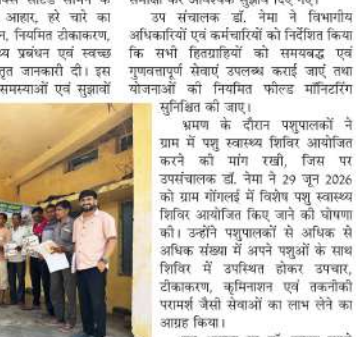 आहार, हरे चारे का
न, नियमित टीकाकरण,
य प्रबंधन एवं स्वच्छ
तृत जानकारी दी। इस
समस्याओं एवं सुझावों
उप संचालक डॉ. नेमा ने विभागीय
अधिकारियों एवं कर्मचारियों को निर्देशित किया
कि सभी हितग्राहियों को समयबद्ध एवं
गुणवत्तापूर्ण सेवाएं उपलब्ध कराई जाएं तथा
योजनाओं की नियमित फील्ड मॉनिटरिंग
सुनिश्चित की जाए।
भ्रमण के दौरान पशुपालकों ने
ग्राम में पशु स्वास्थ्य शिविर आयोजित
करने की मांग रखी, जिस पर
उपसंचालक डॉ. नेमा ने 29 जून 2026
को ग्राम गोंगलई में विशेष पशु स्वास्थ्य
शिविर आयोजित किए जाने की घोषणा
की। उन्होंने पशुपालकों से अधिक से
अधिक संख्या में अपने पशुओं के साथ
शिविर में उपस्थित होकर उपचार,
टीकाकरण, कृमिनाशन एवं तकनीकी
परामर्श जैसी सेवाओं का लाभ लेने का
आग्रह किया।